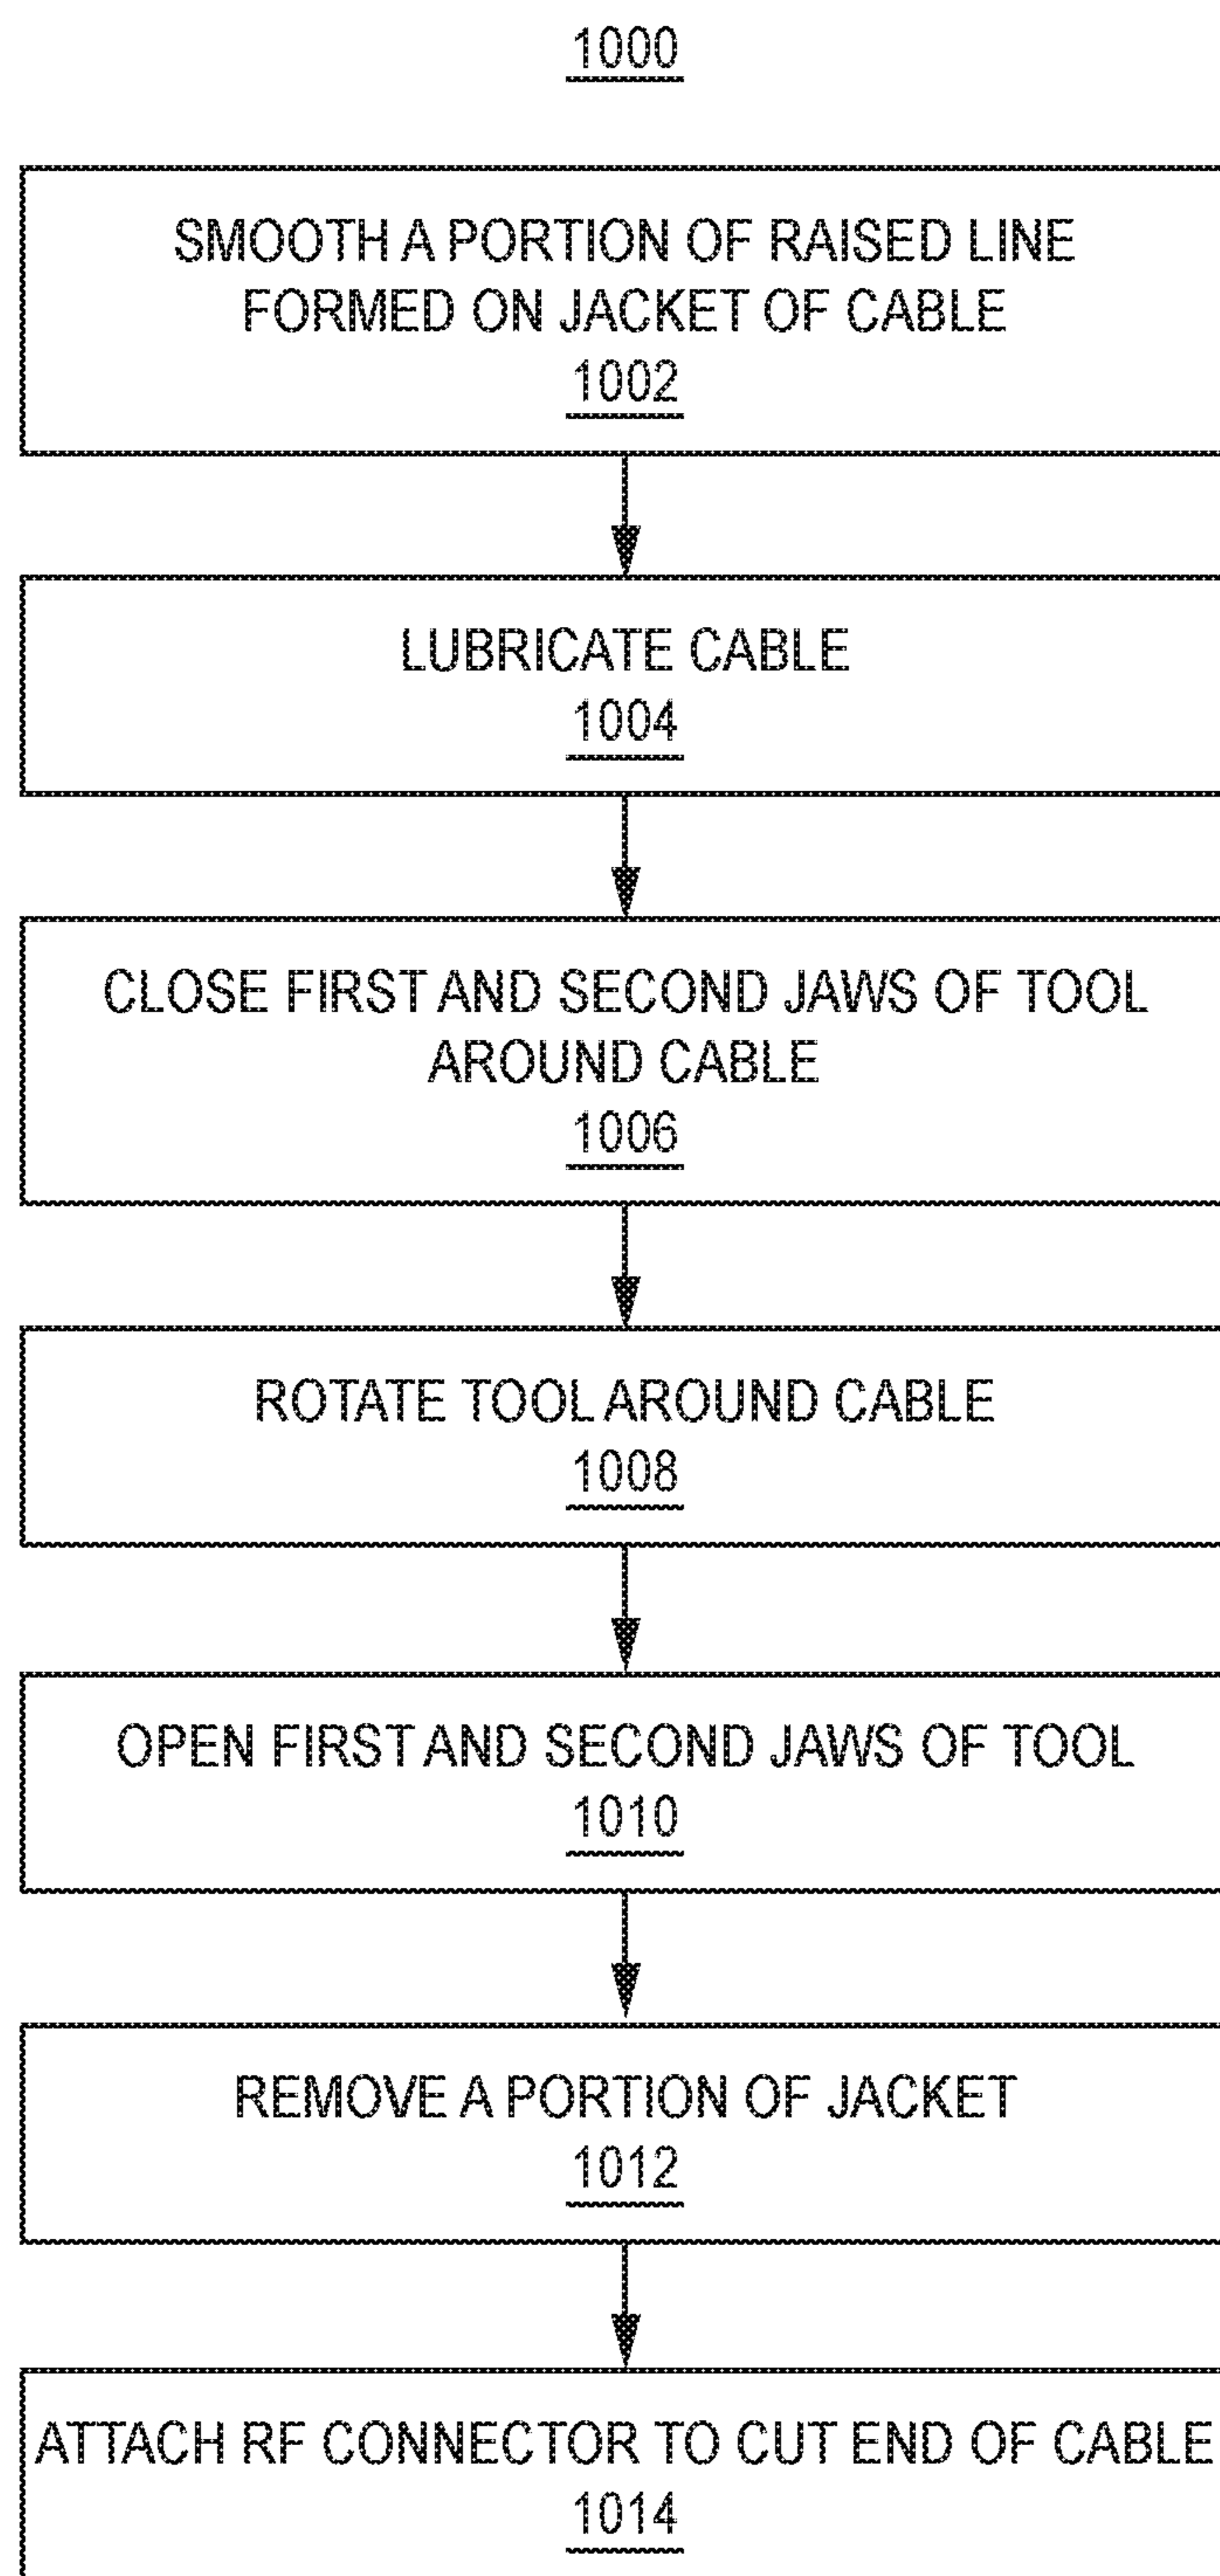 1000
SMOOTH A PORTION OF RAISED LINE
FORMED ON JACKET OF CABLE
1002
LUBRICATE CABLE
1004
CLOSE FIRST AND SECOND JAWS OF TOOL
AROUND CABLE
1006
ROTATE TOOL AROUND CABLE
1008
OPEN FIRST AND SECOND JAWS OF TOOL
1010
REMOVE A PORTION OF JACKET
1012
ATTACH RF CONNECTOR TO CUT END OF CABLE
1014